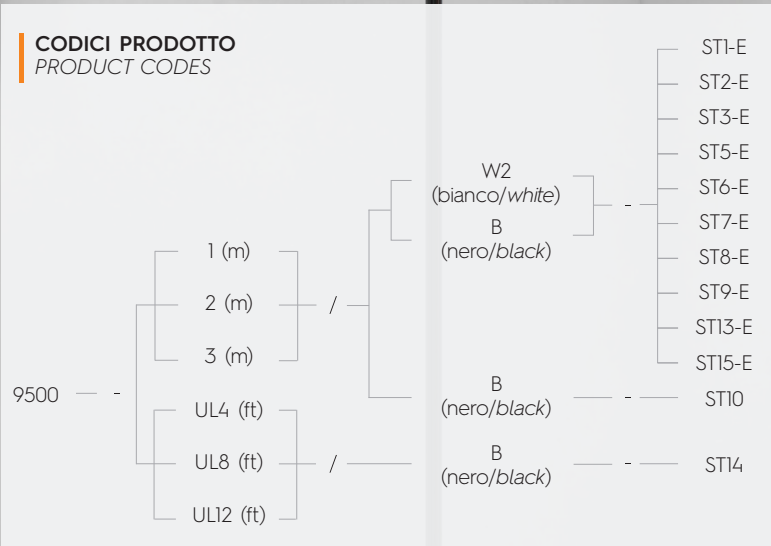 CODICI PRODOTTO
PRODUCT CODES
9500 -
1 (m)
2 (m)
3 (m)
/
UL4 (ft)
UL8 (ft)
UL12 (ft)
/
W2
(bianco/white)
B
(nero/black)
-
B
(nero/black)
-
B
(nero/black)
-
ST1-E
ST2-E
ST3-E
ST5-E
ST6-E
ST7-E
ST8-E
ST9-E
ST13-E
ST15-E
ST10
ST14